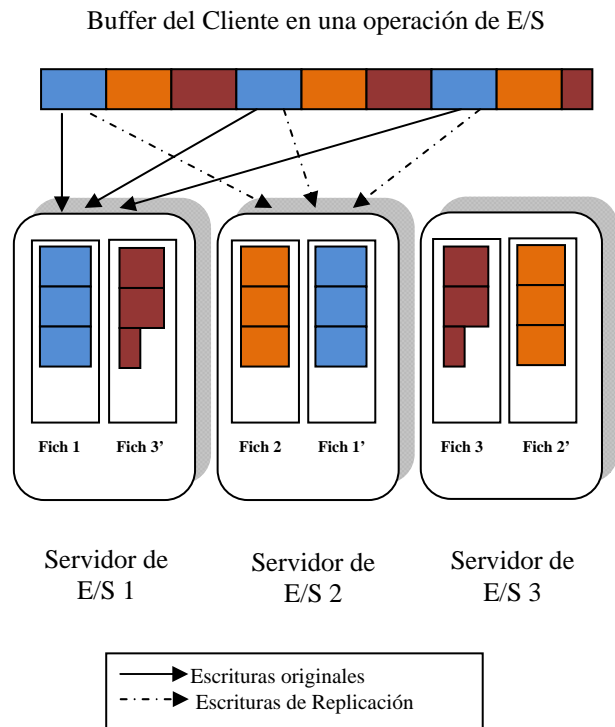 Buffer del Cliente en una operación de E/S
Fich 1
Fich 3’
Fich 2
Fich 1’
Fich 3
Fich 2’
Servidor de
E/S 1
Servidor de
E/S 2
Servidor de
E/S 3
Escrituras originales
Escrituras de Replicación